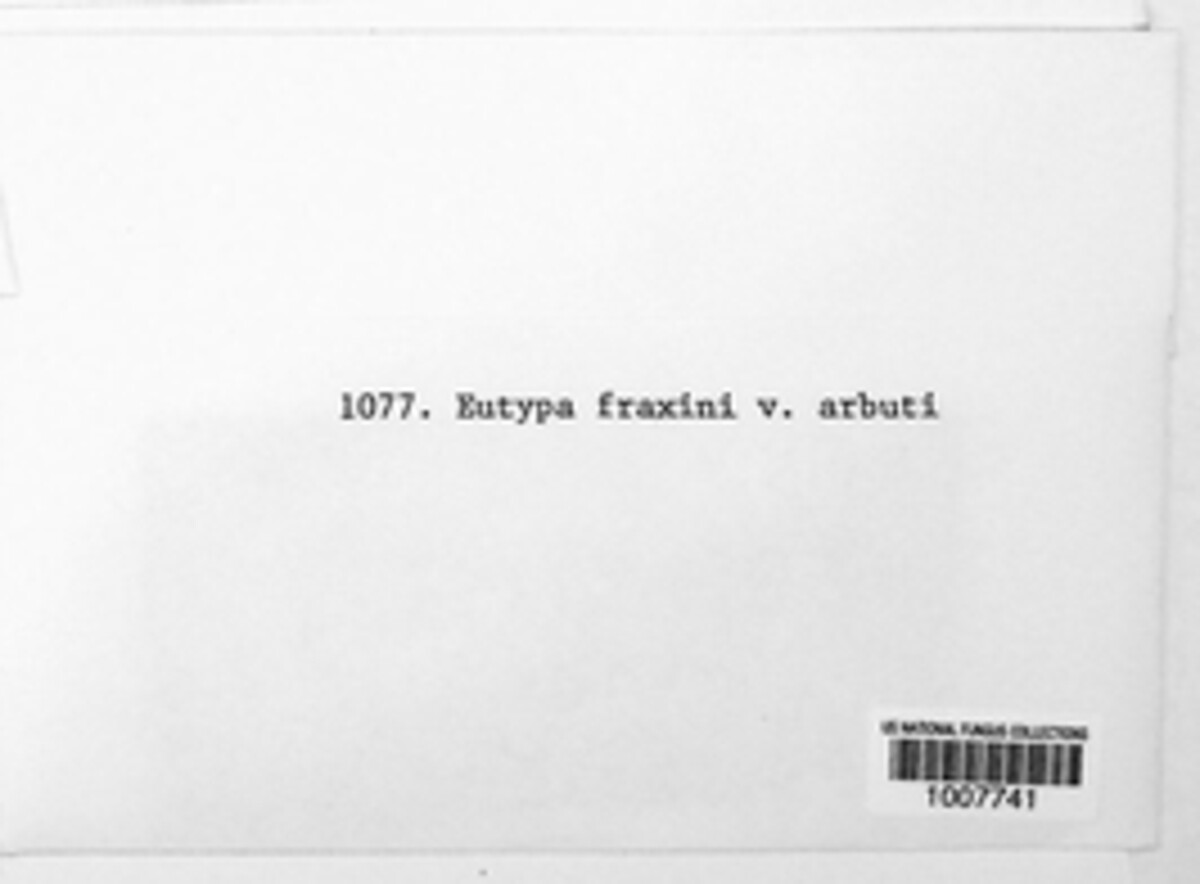 1077. Eutypa fraxini v. arbuti
US NATIONAL FUNGUS COLLECTIONS
1007741